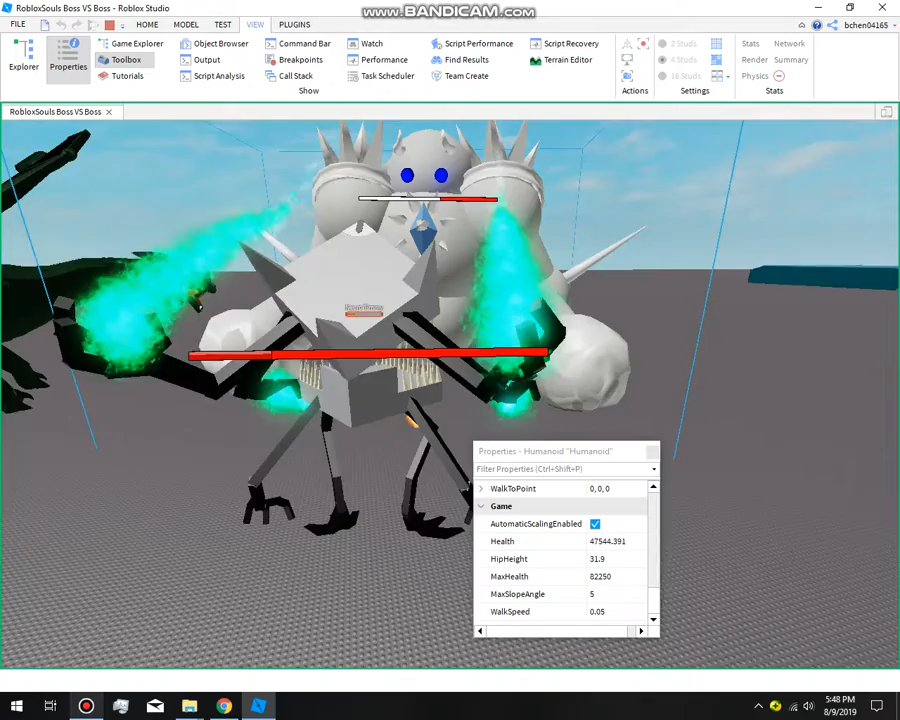 RobloxSouls Boss VS Boss - Roblox Studio
www.BANDICAM.com
FILE HOME MODEL TEST VIEW PLUGINS bchen04165
Explorer
Properties
Game Explorer
Toolbox
Tutorials
Object Browser
Output
Script Analysis
Command Bar
Breakpoints
Call Stack
Watch
Performance
Task Scheduler
Script Performance
Find Results
Team Create
Script Recovery
Terrain Editor
Show
Actions
2 Studs
4 Studs
16 Studs
Settings
Stats Network
Render Summary
Physics
Stats
RobloxSouls Boss VS Boss
Properties - Humanoid "Humanoid"
Filter Properties (Ctrl+Shift+P)
WalkToPoint 0,0,0
Game
AutomaticScalingEnabled
Health 47544.391
HipHeight 31.9
MaxHealth 82250
MaxSlopeAngle 5
WalkSpeed 0.05
5:48 PM
8/9/2019